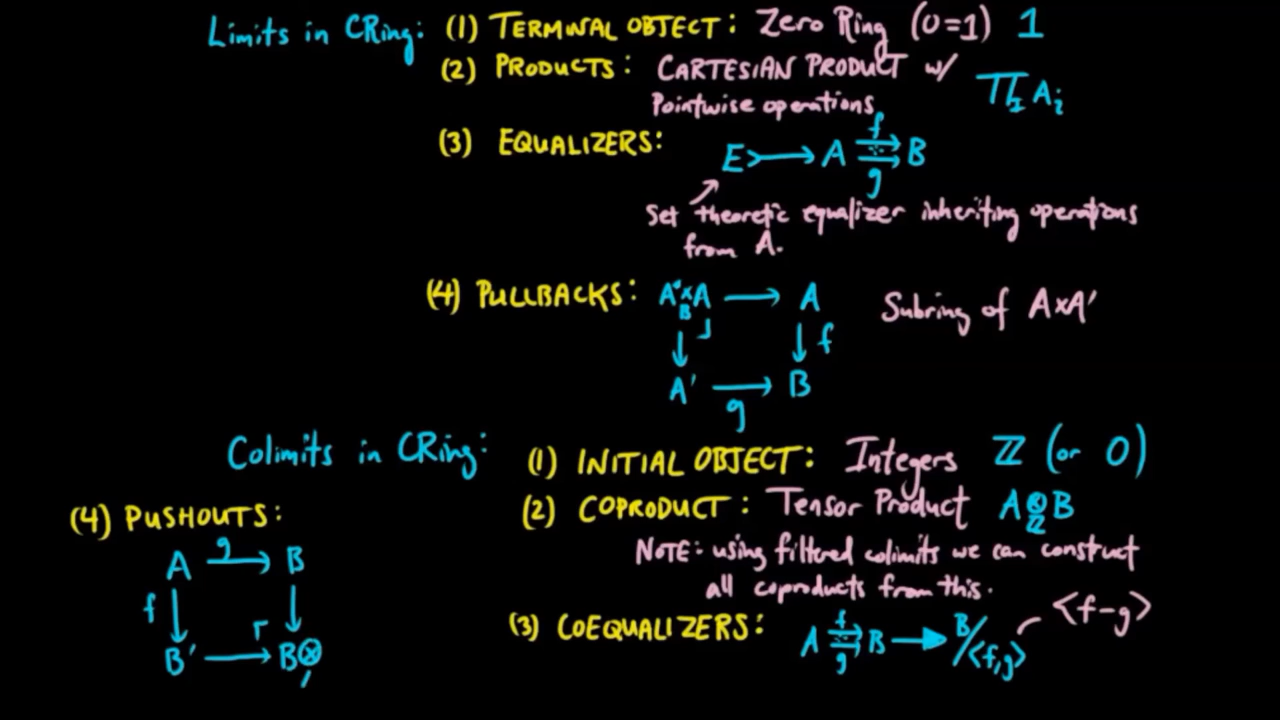 Limits in CRing: (1) TERMINAL OBJECT: Zero Ring (0=1) 1
(2) PRODUCTS: CARTESIAN PRODUCT w/ ∏_I A_i
Pointwise operations
(3) EQUALIZERS:
E ↣ A ⇉ B
f
g
Set theoretic equalizer inheriting operations
from A.
(4) PULLBACKS: A'×_B A ⟶ A
Subring of A×A'
↓ ↓ f
A' ⟶ B
g
Colimits in CRing: (1) INITIAL OBJECT: Integers ℤ (or 0)
(2) COPRODUCT: Tensor Product A⊗_ℤ B
NOTE: using filtered colimits we can construct
all coproducts from this.
(3) COEQUALIZERS: A ⇉ B ⟶ B/<f,g>
f
g
<f-g>
(4) PUSHOUTS:
g
A ⟶ B
f ↓ ↓
r
B' ⟶ B⊗